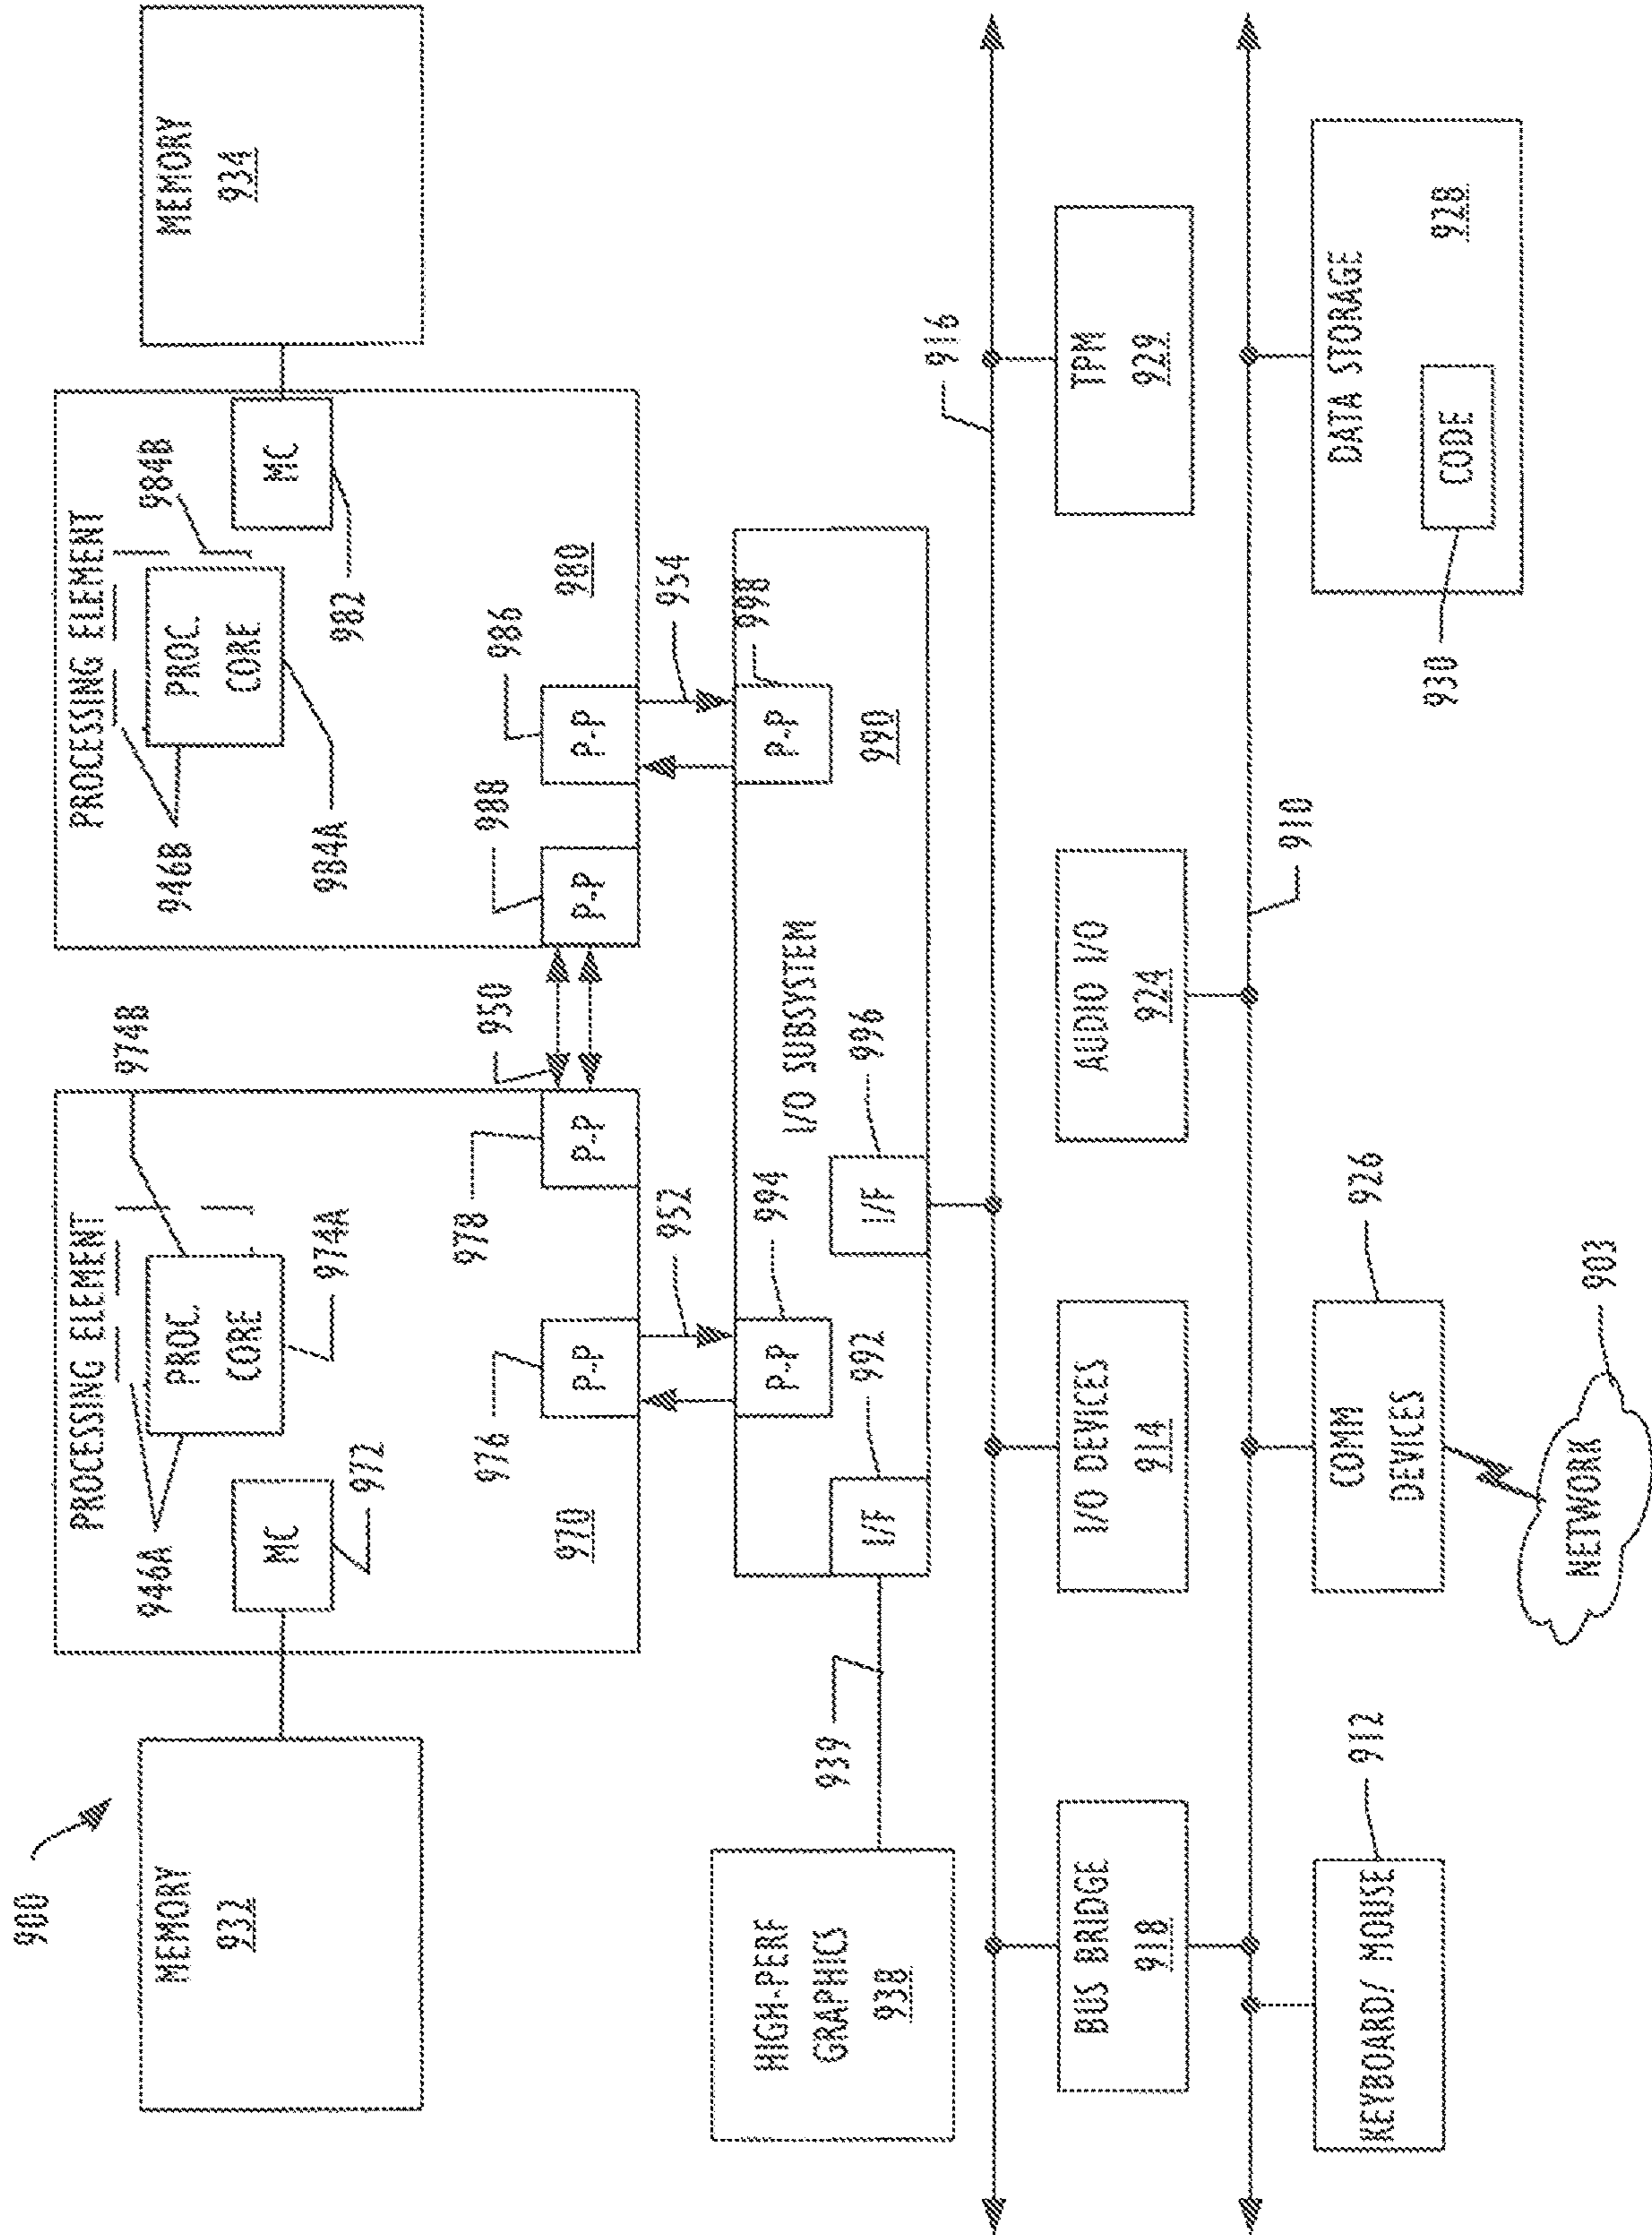 900
MEMORY
932
PROCESSING ELEMENT
946A
PROC
CORE
974B
974A
MC
972
970
P-P
976
P-P
978
950
PROCESSING ELEMENT
946B
PROC.
CORE
984B
984A
MC
982
980
P-P
988
P-P
986
MEMORY
934
952
954
HIGH-PERF
GRAPHICS
938
939
I/O SUBSYSTEM
990
P-P
994
P-P
998
I/F
992
I/F
996
916
BUS BRIDGE
918
I/O DEVICES
914
AUDIO I/O
924
TPM
929
910
KEYBOARD/ MOUSE
912
COMM
DEVICES
926
NETWORK
903
DATA STORAGE
928
CODE
930